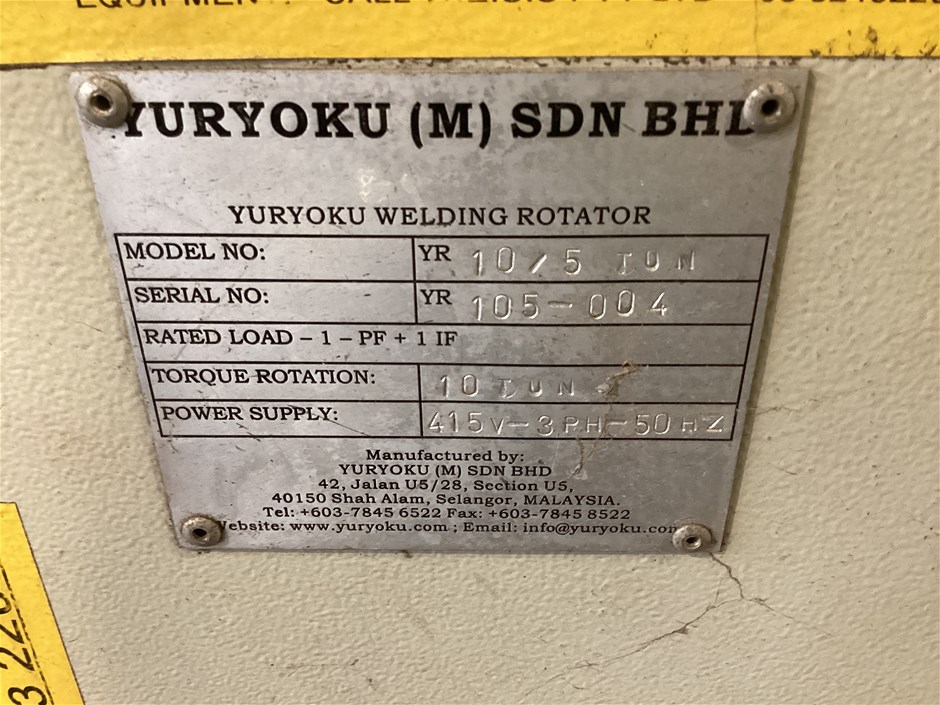 YURYOKU (M) SDN BHD
YURYOKU WELDING ROTATOR
MODEL NO: YR 10/5 TON
SERIAL NO: YR 105-004
RATED LOAD – 1 – PF + 1 IF
TORQUE ROTATION: 10 TON
POWER SUPPLY: 415V-3PH-50HZ
Manufactured by:
YURYOKU (M) SDN BHD
42, Jalan U5/28, Section U5,
40150 Shah Alam, Selangor, MALAYSIA.
Tel: +603-7845 6522 Fax: +603-7845 8522
Website: www.yuryoku.com ; Email: info@yuryoku.com